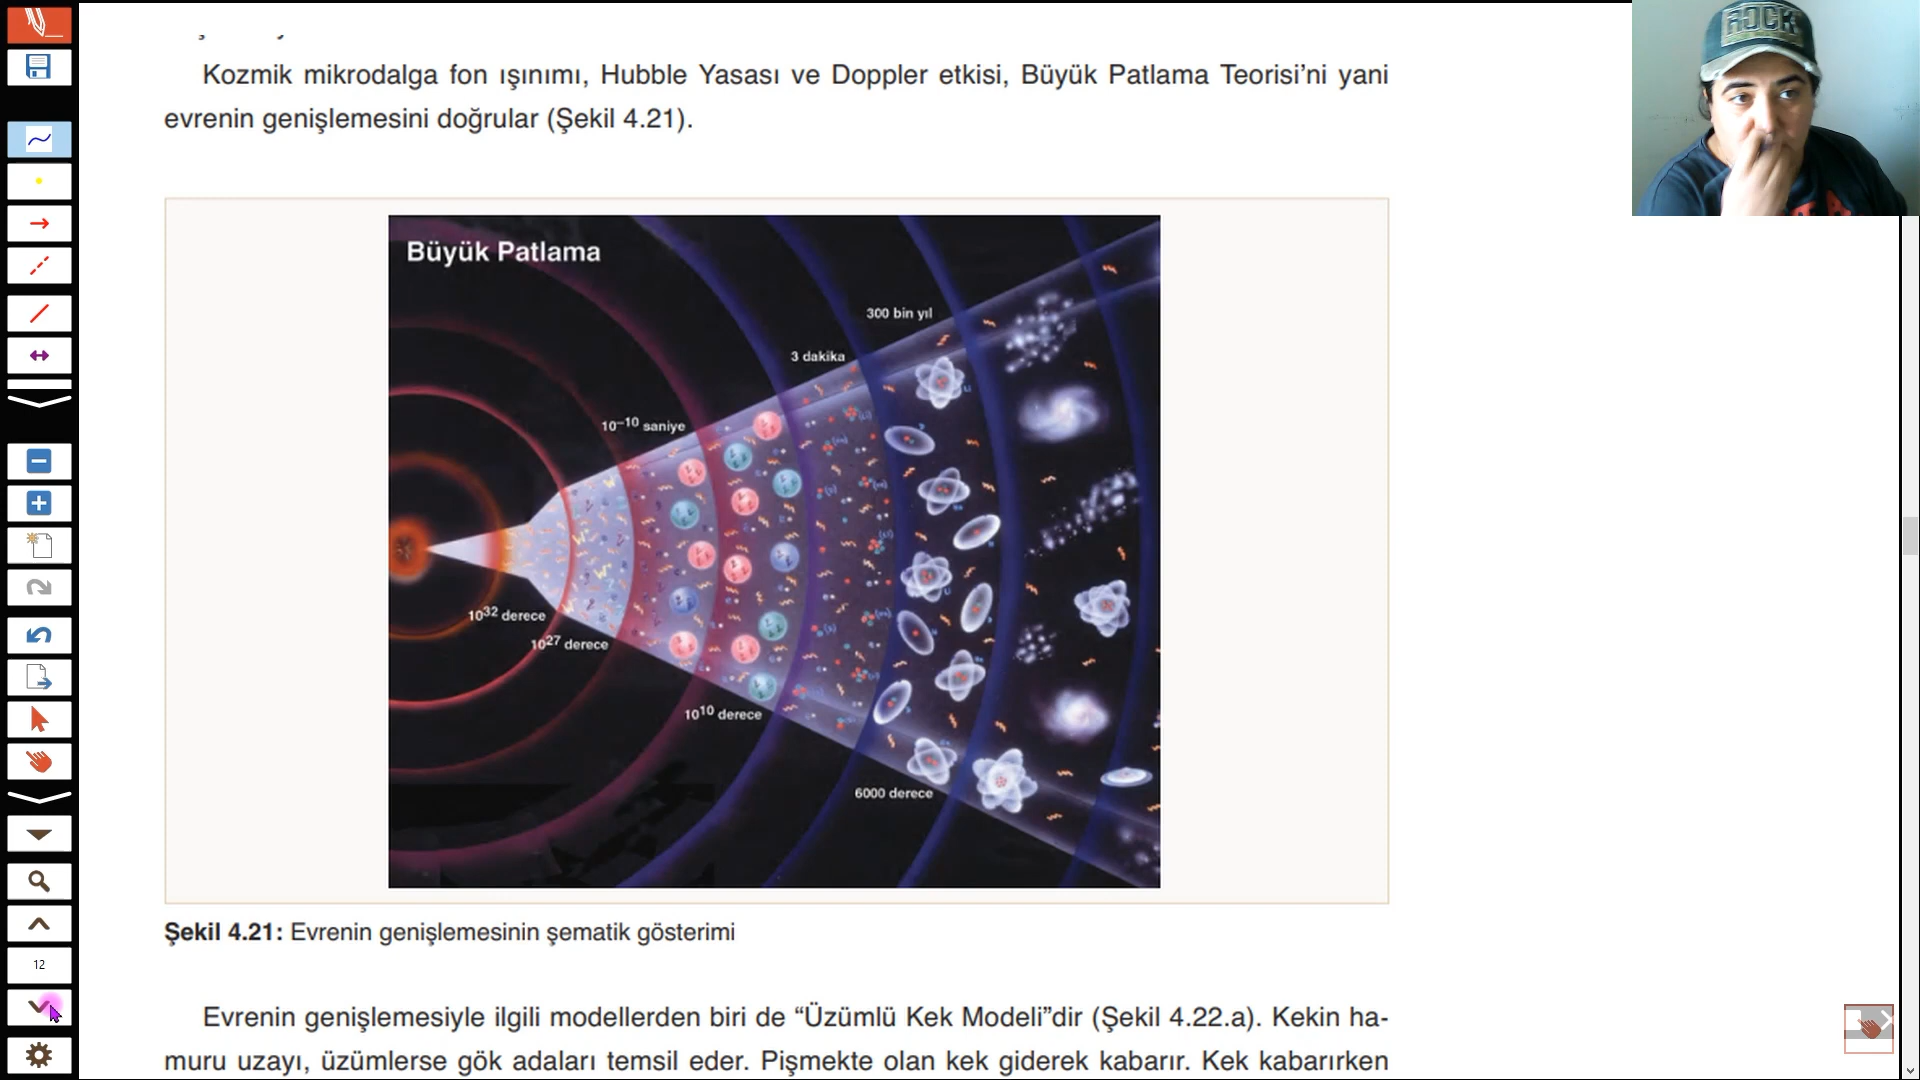 Kozmik mikrodalga fon ışınımı, Hubble Yasası ve Doppler etkisi, Büyük Patlama Teorisi’ni yani
evrenin genişlemesini doğrular (Şekil 4.21).
ROCK
Büyük Patlama
300 bin yıl
3 dakika
10⁻¹⁰ saniye
10³² derece
10²⁷ derece
10¹⁰ derece
6000 derece
Şekil 4.21: Evrenin genişlemesinin şematik gösterimi
12
Evrenin genişlemesiyle ilgili modellerden biri de “Üzümlü Kek Modeli”dir (Şekil 4.22.a). Kekin ha-
muru uzayı, üzümlerse gök adaları temsil eder. Pişmekte olan kek giderek kabarır. Kek kabarırken